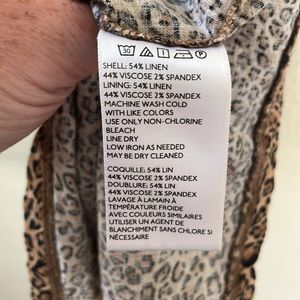 30
SHELL: 54% LINEN
44% VISCOSE 2% SPANDEX
LINING: 54% LINEN
44% VISCOSE 2% SPANDEX
MACHINE WASH COLD
WITH LIKE COLORS
USE ONLY NON-CHLORINE
BLEACH
LINE DRY
LOW IRON AS NEEDED
MAY BE DRY CLEANED
COQUILLE: 54% LIN
44% VISCOSE 2% SPANDEX
DOUBLURE: 54% LIN
44% VISCOSE 2% SPANDEX
LAVAGE À LAMAIN À
TEMPÉRATURE FROIDE
AVEC COULEURS SIMILAIRES
UTILISER UN AGENT DE
BLANCHIMENT SANS CHLORE SI
NÉCESSAIRE